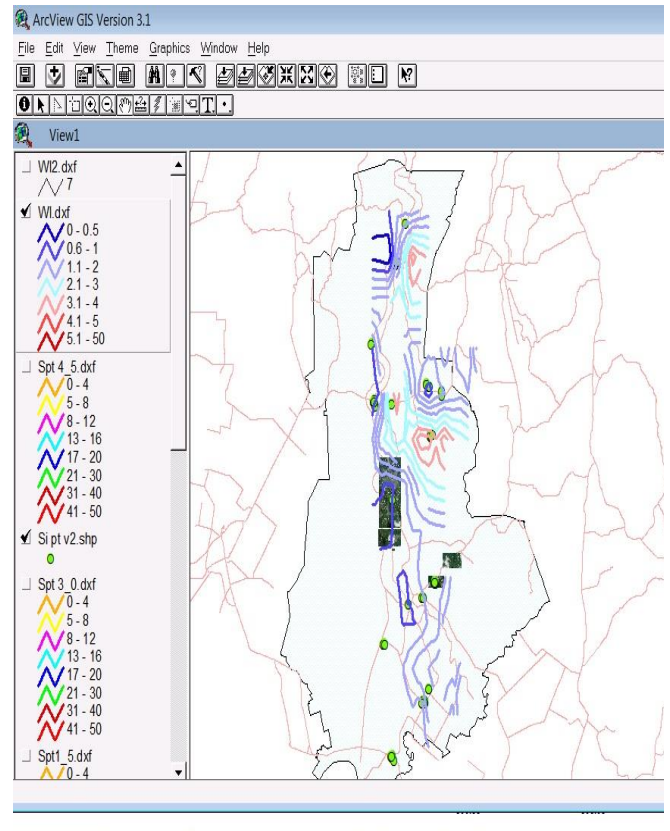 ArcView GIS Version 3.1
File Edit View Theme Graphics Window Help
View1
Wl2.dxf
7
Wl.dxf
0 - 0.5
0.6 - 1
1.1 - 2
2.1 - 3
3.1 - 4
4.1 - 5
5.1 - 50
Spt 4_5.dxf
0 - 4
5 - 8
8 - 12
13 - 16
17 - 20
21 - 30
31 - 40
41 - 50
Si pt v2.shp
Spt 3_0.dxf
0 - 4
5 - 8
8 - 12
13 - 16
17 - 20
21 - 30
31 - 40
41 - 50
Spt1_5.dxf
0 - 4